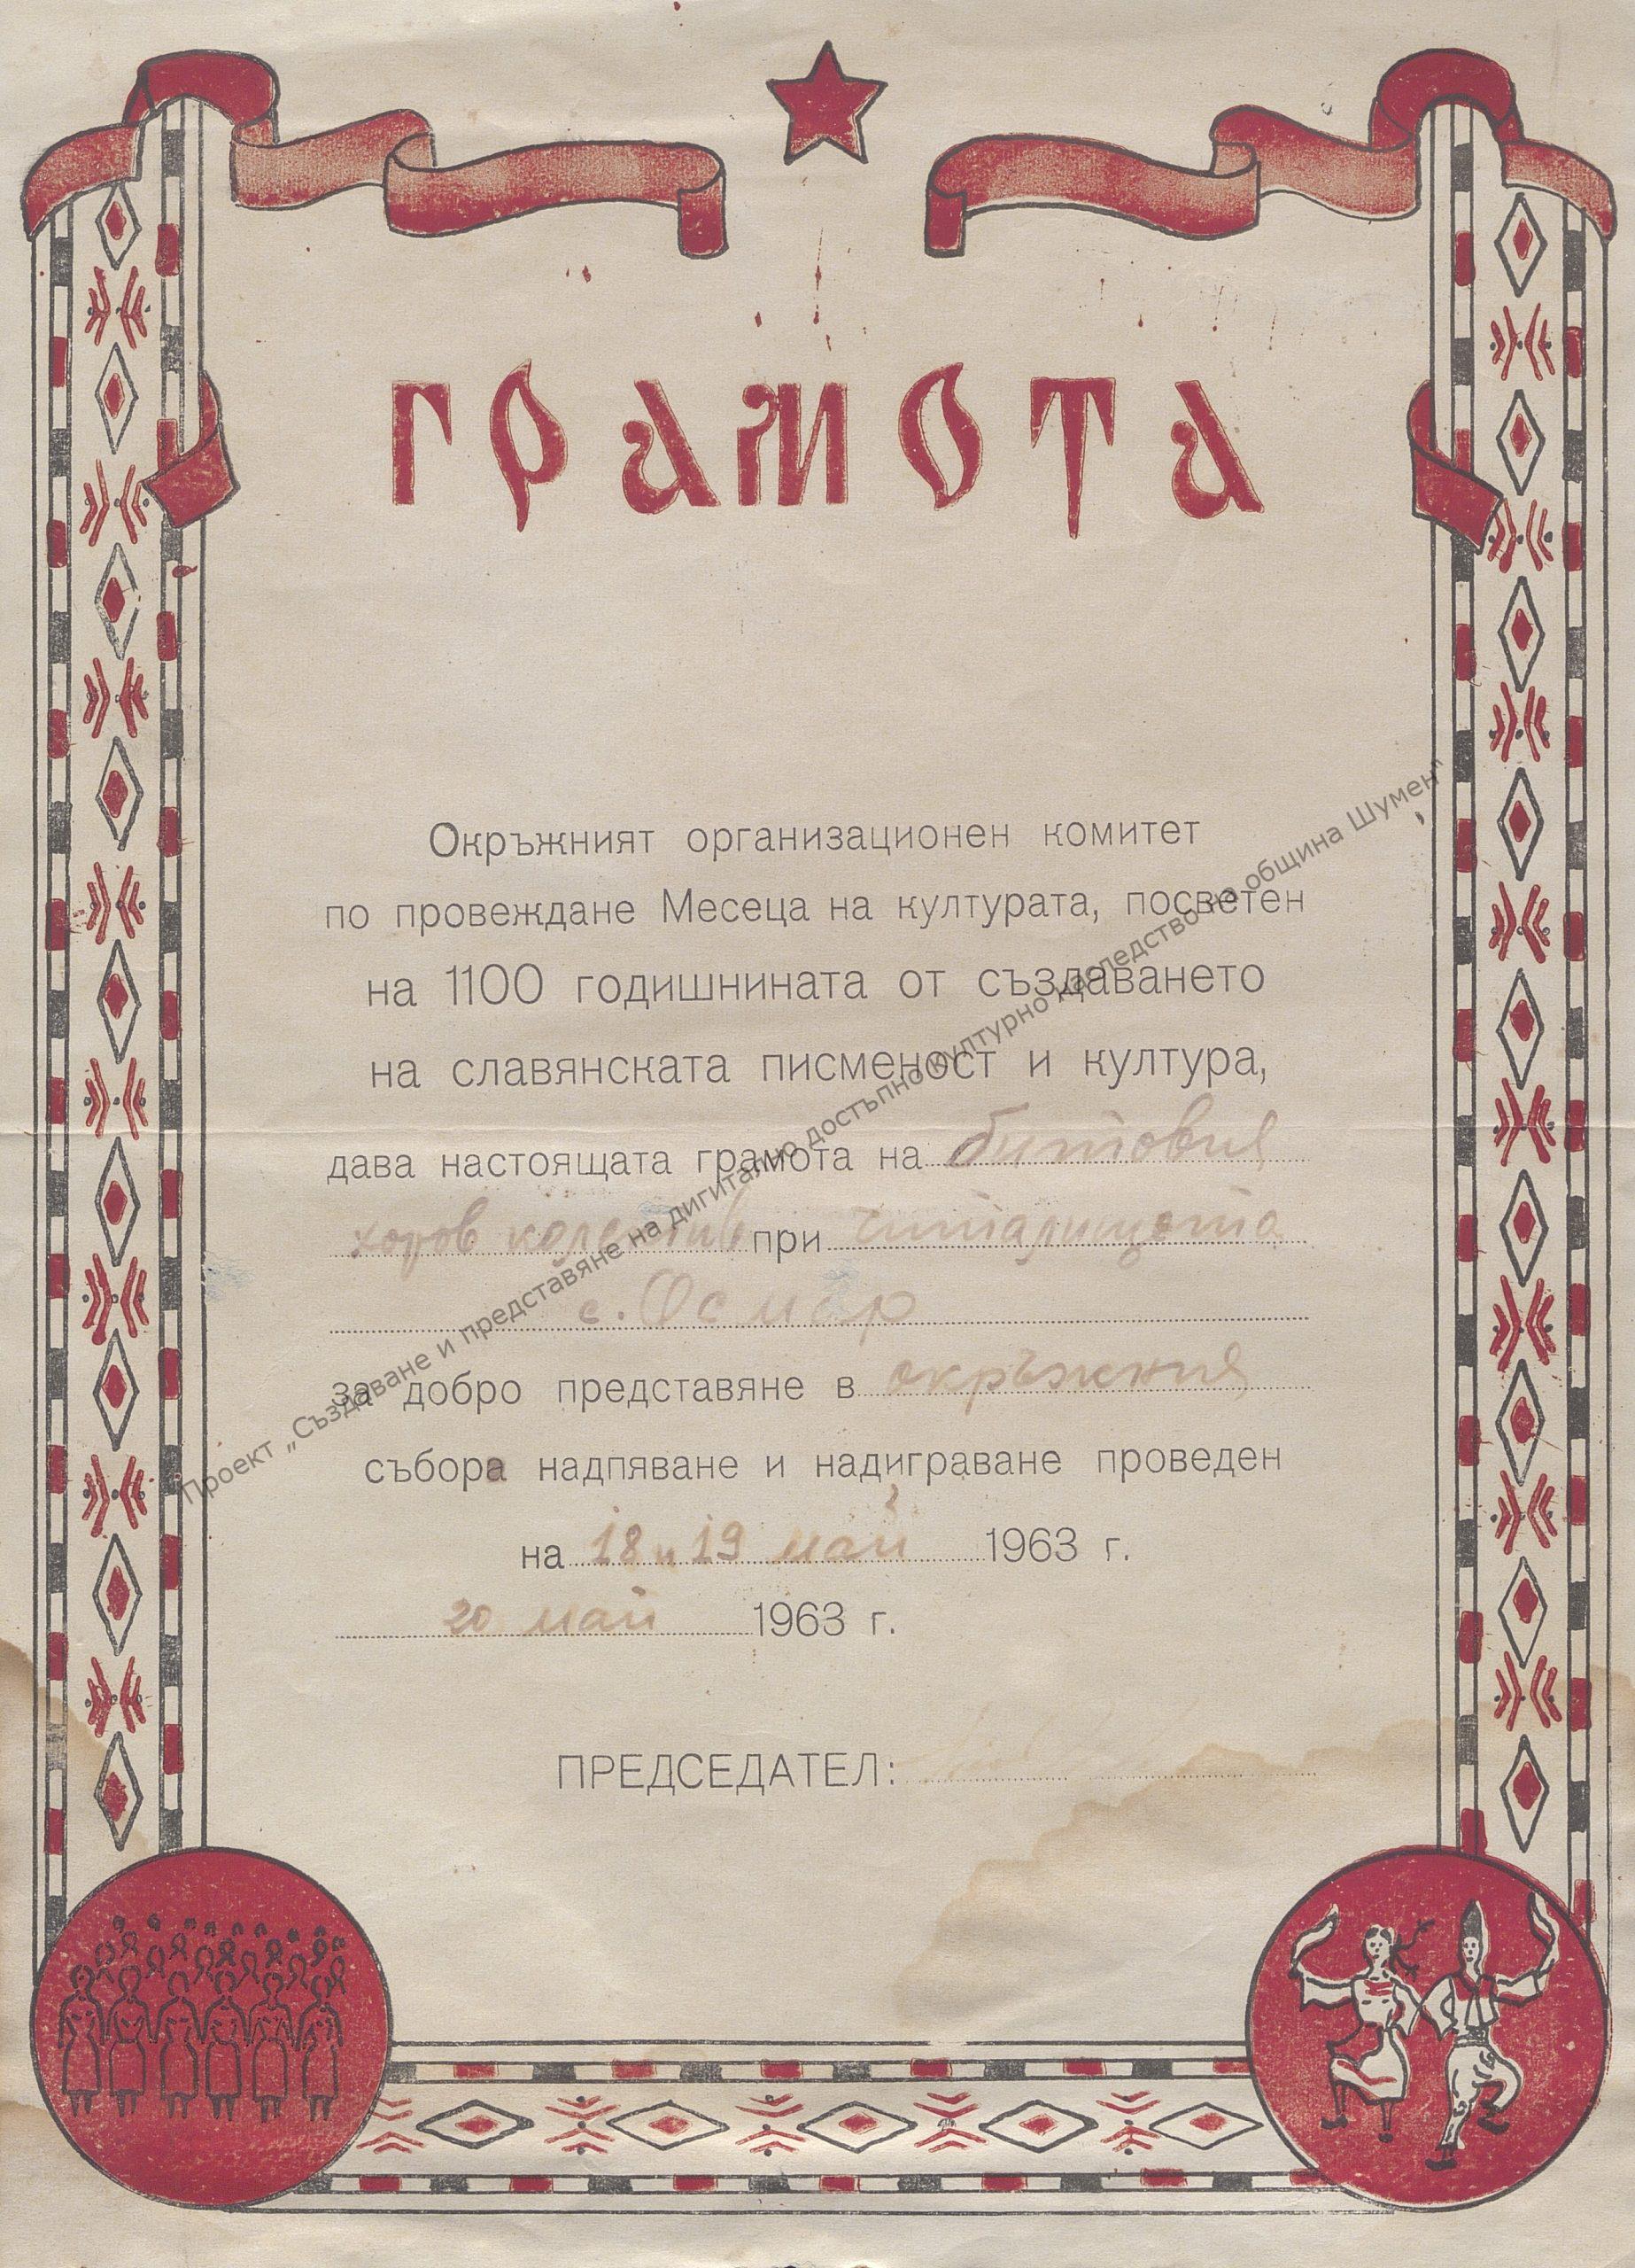 ГРАМОТА
Окръжният организационен комитет
по провеждане Месеца на културата, посветен
на 1100 годишнината от създаването
на славянската писменост и култура,
дава настоящата грамота на битовия
хоров колектив при читалището
с. Осмар
за добро представяне в окръжния
събора надпяване и надиграване проведен
на 18 и 19 май 1963 г.
20 май 1963 г.
ПРЕДСЕДАТЕЛ:
Проект „Създаване и представяне на дигитално достъпно културно наследство на община Шумен"